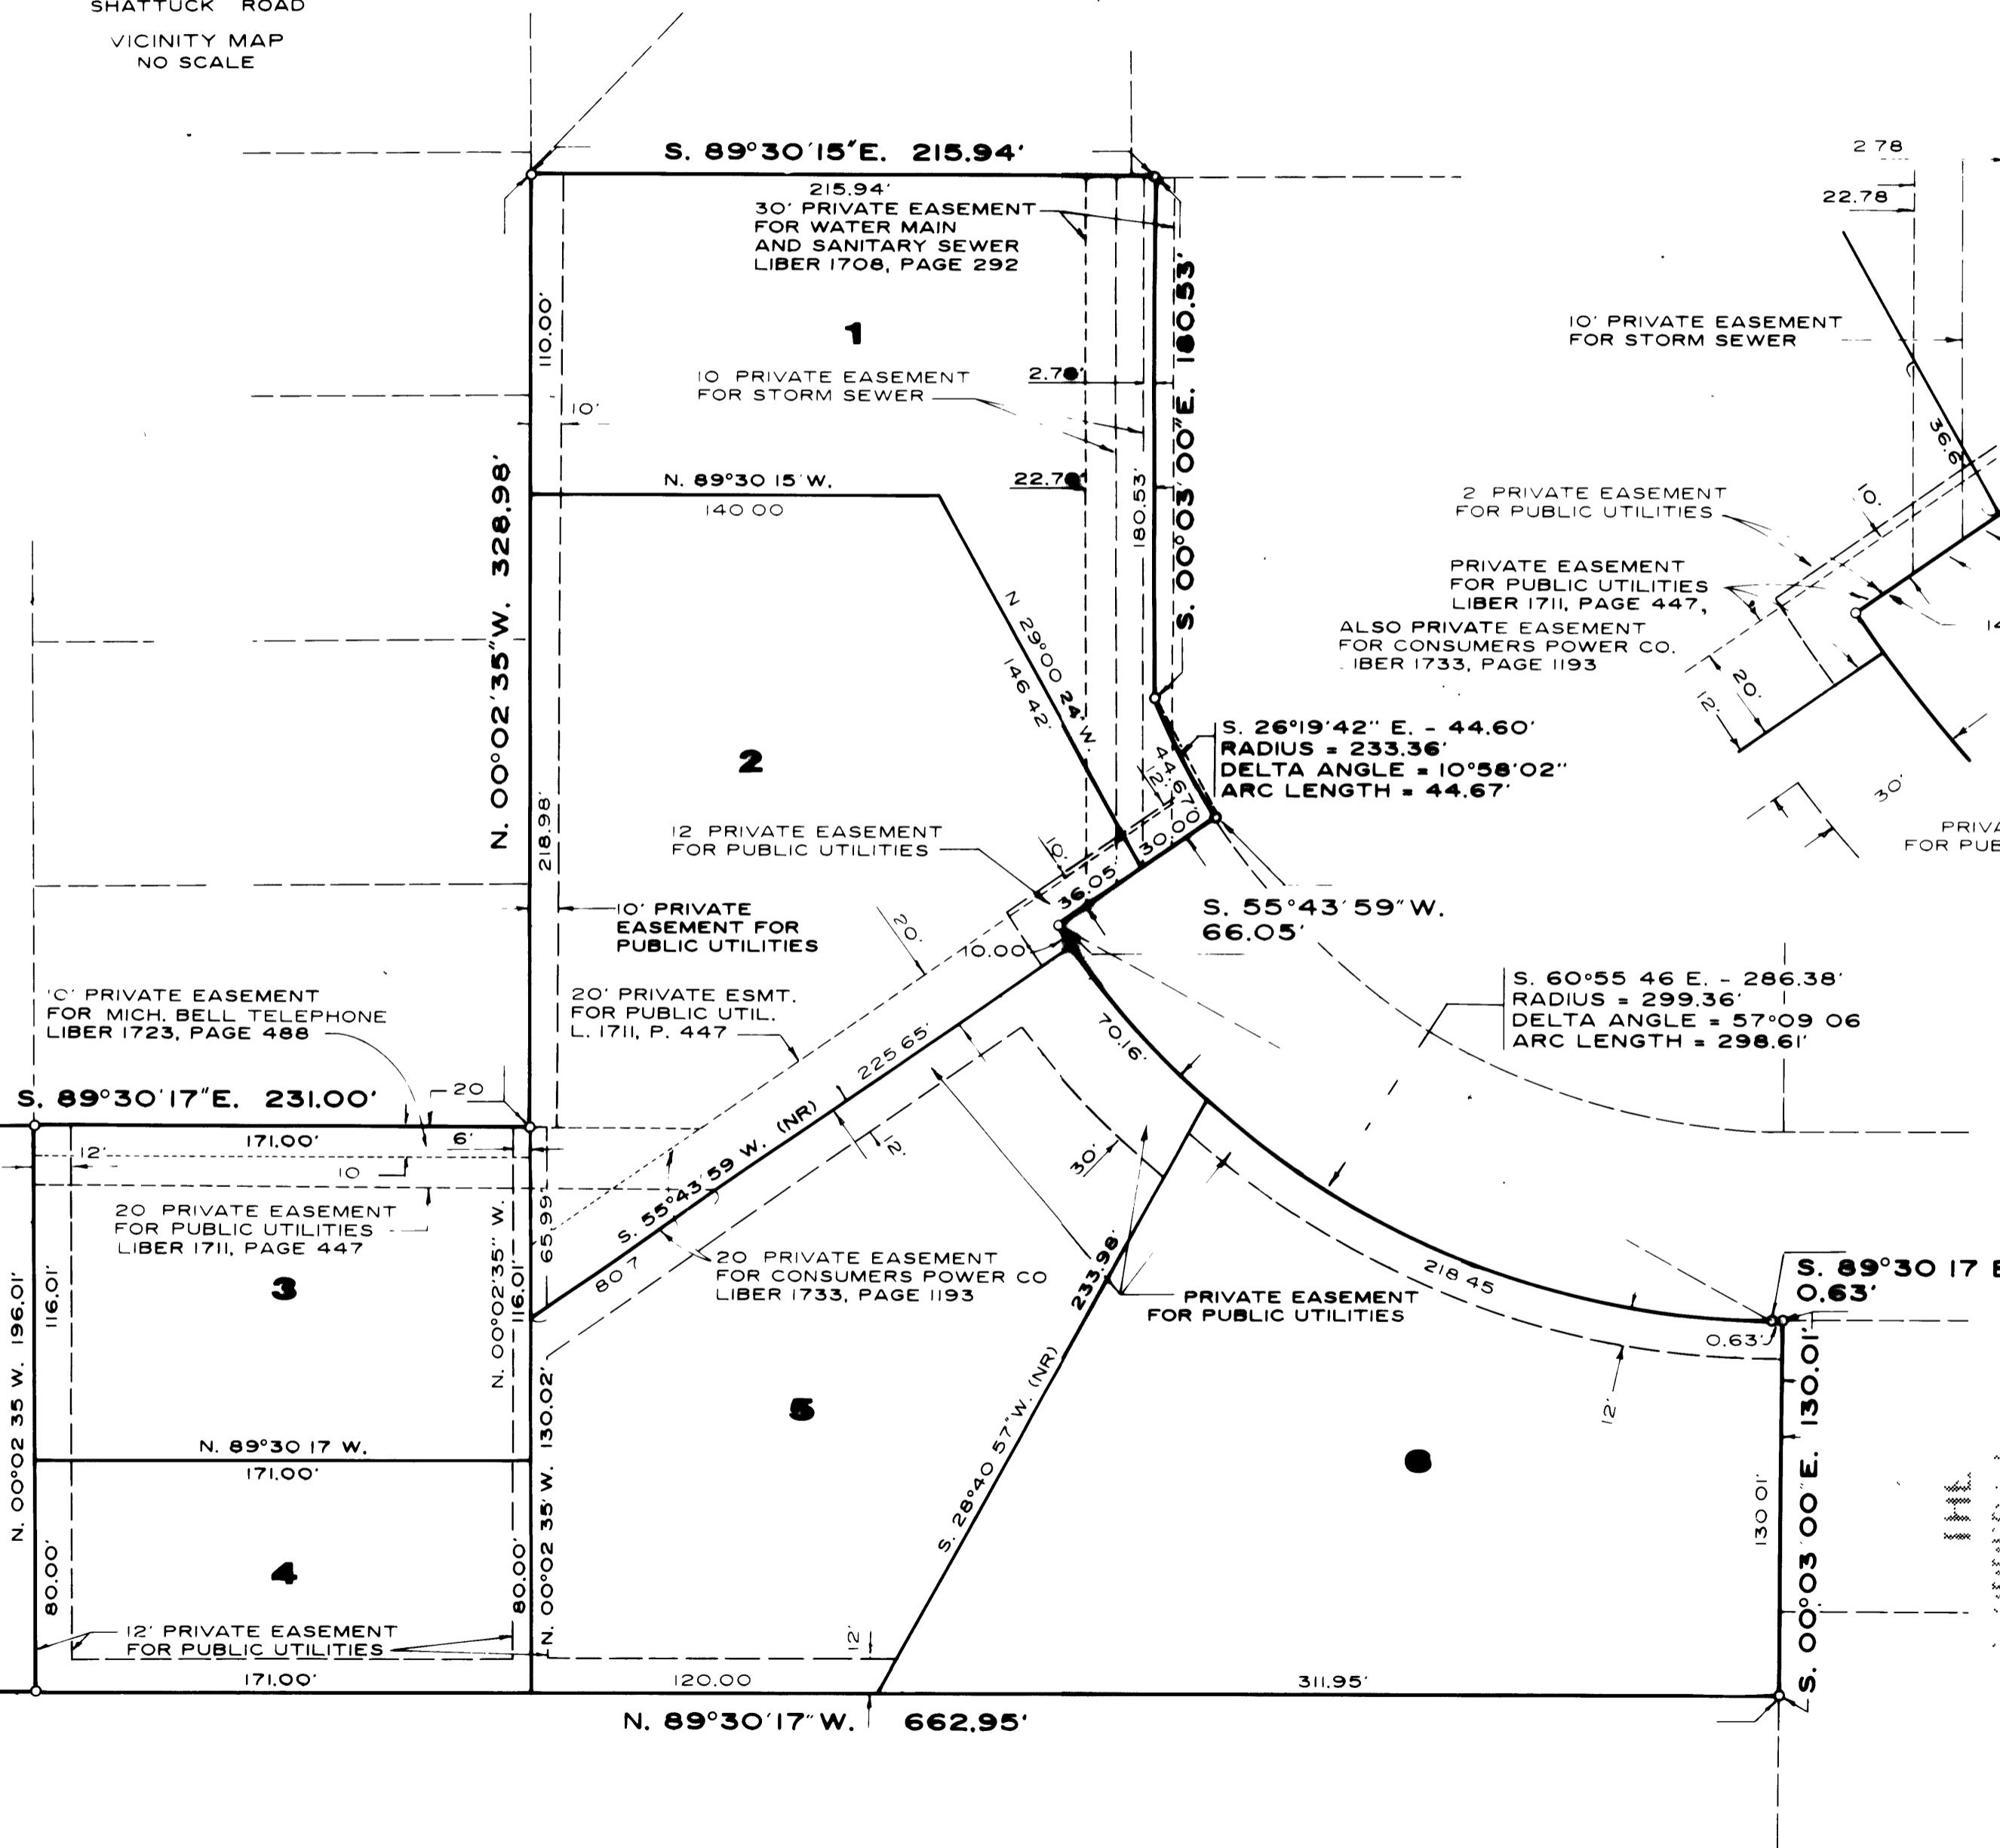 SHATTUCK ROAD
VICINITY MAP
NO SCALE
S. 89°30'15"E. 215.94'
215.94'
30' PRIVATE EASEMENT
FOR WATER MAIN
AND SANITARY SEWER
LIBER 1708, PAGE 292
110.00'
1
10 PRIVATE EASEMENT
FOR STORM SEWER
10'
180.53'
S. 00°03'00"E. 180.53'
N. 89°30 15' W.
140 00
N. 00°02'35"W. 328.98'
218.98'
2
N 29°00 24" W.
146 42'
2 78
22.78
10' PRIVATE EASEMENT
FOR STORM SEWER
2 PRIVATE EASEMENT
FOR PUBLIC UTILITIES
10.
PRIVATE EASEMENT
FOR PUBLIC UTILITIES
LIBER 1711, PAGE 447,
ALSO PRIVATE EASEMENT
FOR CONSUMERS POWER CO.
IBER 1733, PAGE 1193
20'
12'
30'
S. 26°19'42" E. - 44.60'
RADIUS = 233.36'
DELTA ANGLE = 10°58'02"
ARC LENGTH = 44.67'
44.67'
12'
30.00'
36.05'
10'
12 PRIVATE EASEMENT
FOR PUBLIC UTILITIES
10' PRIVATE
EASEMENT FOR
PUBLIC UTILITIES
20'
10.00'
S. 55°43'59"W.
66.05'
S. 60°55 46 E. - 286.38'
RADIUS = 299.36'
DELTA ANGLE = 57°09 06
ARC LENGTH = 298.61'
PRIVATE EASEMENT
FOR MICH. BELL TELEPHONE
LIBER 1723, PAGE 488
20' PRIVATE ESMT.
FOR PUBLIC UTIL.
L. 1711, P. 447
225 65'
70.16'
S. 89°30'17"E. 231.00'
20
171.00'
6'
12'
10
20 PRIVATE EASEMENT
FOR PUBLIC UTILITIES
LIBER 1711, PAGE 447
S. 55°43'59 W. (NR)
80 7
12'
30'
65.99'
20 PRIVATE EASEMENT
FOR CONSUMERS POWER CO
LIBER 1733, PAGE 1193
233.98'
PRIVATE EASEMENT
FOR PUBLIC UTILITIES
218 45
S. 89°30 17 E
0.63'
0.63'
N. 00°02 35 W. 196.01'
116.01'
3
N. 00°02'35" W.
116.01'
N. 89°30 17 W.
171.00'
N. 00°02 35' W. 130.02'
5
S. 28°40 57" W. (NR)
12'
130 01'
S. 00°03 00"E. 130.01'
80.00'
4
80.00'
12' PRIVATE EASEMENT
FOR PUBLIC UTILITIES
12'
171.00'
120.00
311.95'
N. 89°30'17"W. 662.95'